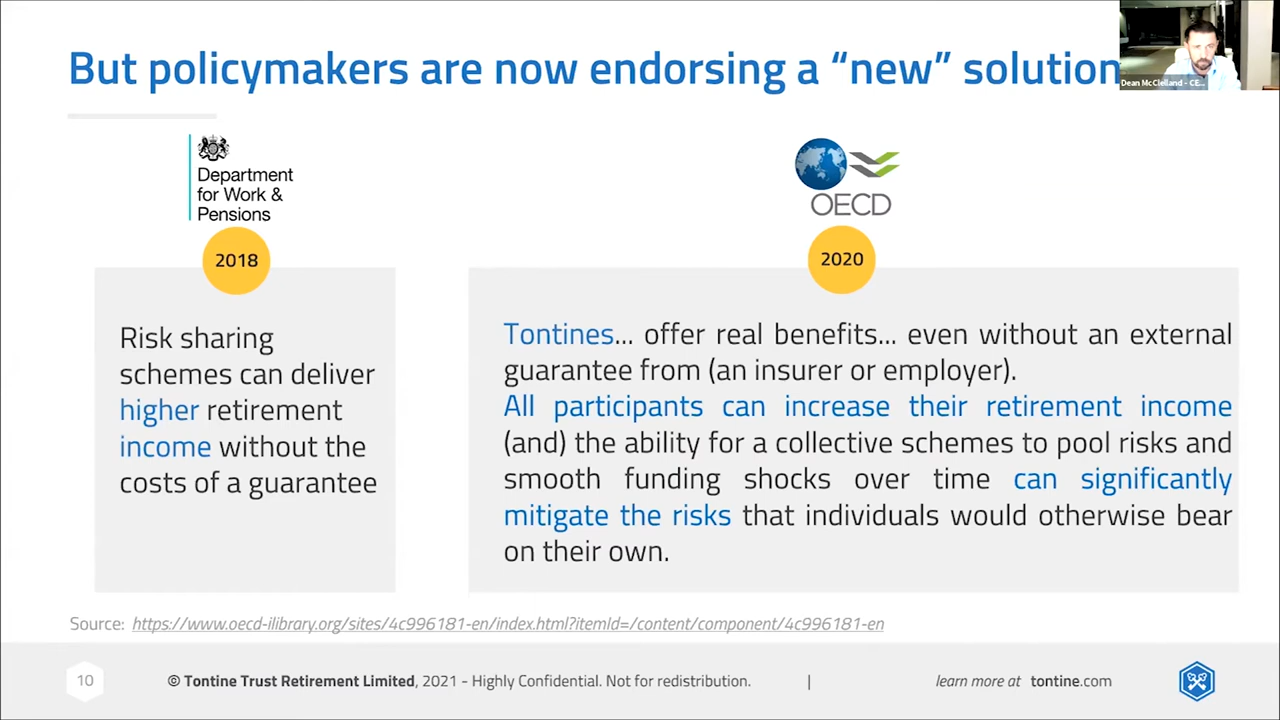 But policymakers are now endorsing a “new” solution
Dean McClelland - CE...
Department
for Work &
Pensions
2018
Risk sharing
schemes can deliver
higher retirement
income without the
costs of a guarantee
OECD
2020
Tontines... offer real benefits... even without an external
guarantee from (an insurer or employer).
All participants can increase their retirement income
(and) the ability for a collective schemes to pool risks and
smooth funding shocks over time can significantly
mitigate the risks that individuals would otherwise bear
on their own.
Source: https://www.oecd-ilibrary.org/sites/4c996181-en/index.html?itemId=/content/component/4c996181-en
10
© Tontine Trust Retirement Limited, 2021 - Highly Confidential. Not for redistribution. | learn more at tontine.com